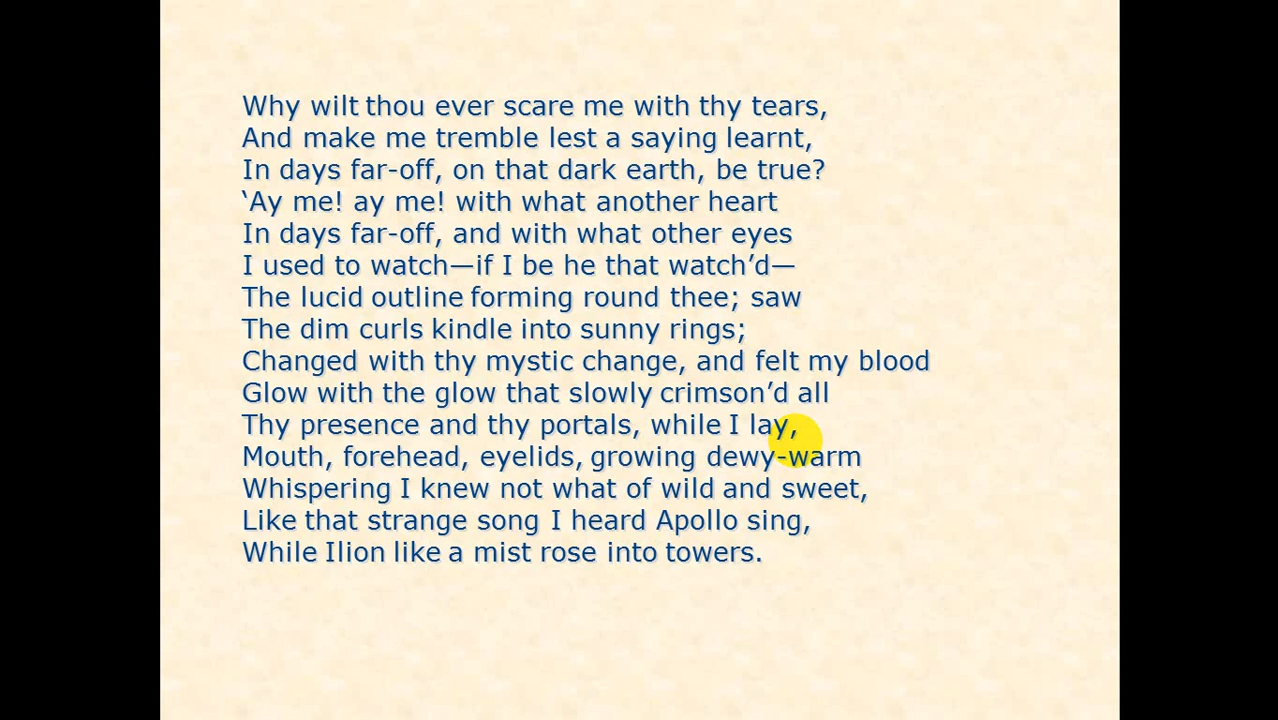 Why wilt thou ever scare me with thy tears,
And make me tremble lest a saying learnt,
In days far-off, on that dark earth, be true?
‘Ay me! ay me! with what another heart
In days far-off, and with what other eyes
I used to watch—if I be he that watch’d—
The lucid outline forming round thee; saw
The dim curls kindle into sunny rings;
Changed with thy mystic change, and felt my blood
Glow with the glow that slowly crimson’d all
Thy presence and thy portals, while I lay,
Mouth, forehead, eyelids, growing dewy-warm
Whispering I knew not what of wild and sweet,
Like that strange song I heard Apollo sing,
While Ilion like a mist rose into towers.